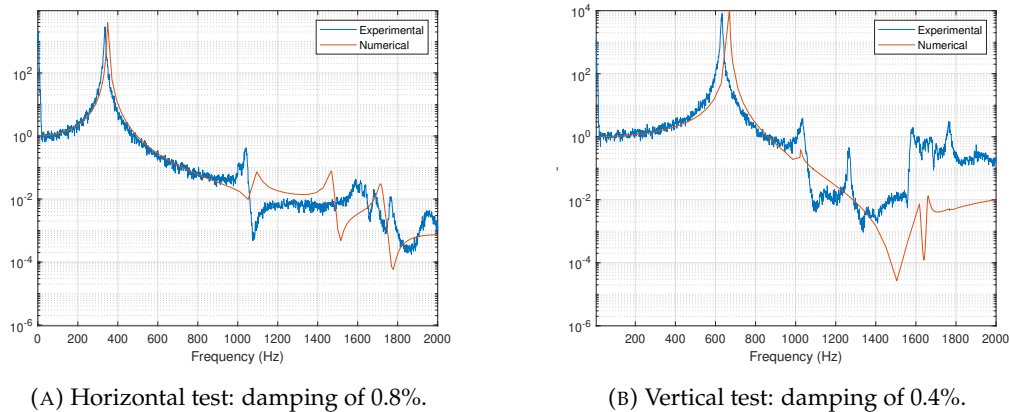 10^2
10^0
10^-2
10^-4
10^-6
0 200 400 600 800 1000 1200 1400 1600 1800 2000
Frequency (Hz)
Experimental
Numerical
(A) Horizontal test: damping of 0.8%.
10^4
10^2
10^0
10^-2
10^-4
10^-6
200 400 600 800 1000 1200 1400 1600 1800 2000
Frequency (Hz)
Experimental
Numerical
(B) Vertical test: damping of 0.4%.